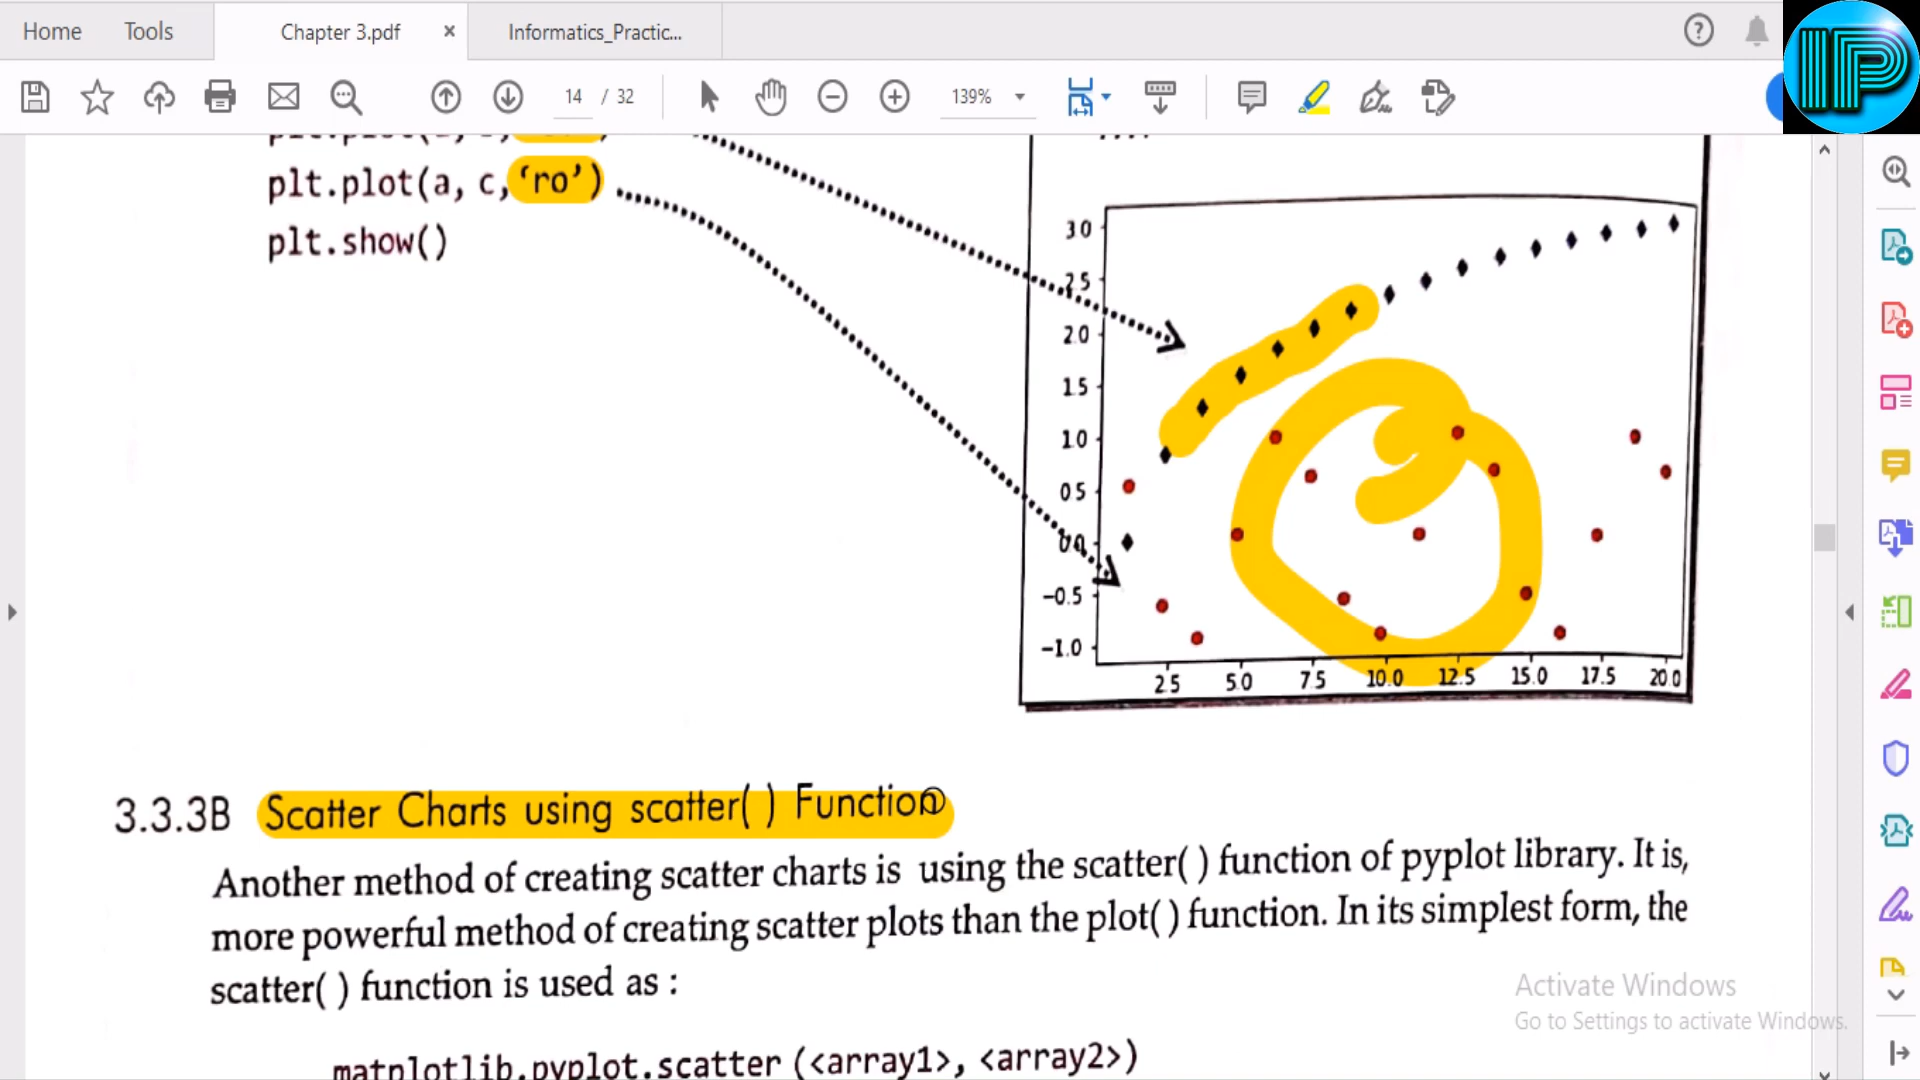 Home
Tools
Chapter 3.pdf
×
Informatics_Practic...
14 / 32
139%
IP
plt.plot(a, c,‘ro’)
plt.show()
3.0
2.5
2.0
1.5
1.0
0.5
0.0
−0.5
−1.0
2.5 5.0 7.5 10.0 12.5 15.0 17.5 20.0
3.3.3B Scatter Charts using scatter( ) Function
Another method of creating scatter charts is using the scatter( ) function of pyplot library. It is,
more powerful method of creating scatter plots than the plot( ) function. In its simplest form, the
scatter( ) function is used as :
matplotlib.pyplot.scatter (<array1>, <array2>)
Activate Windows
Go to Settings to activate Windows.